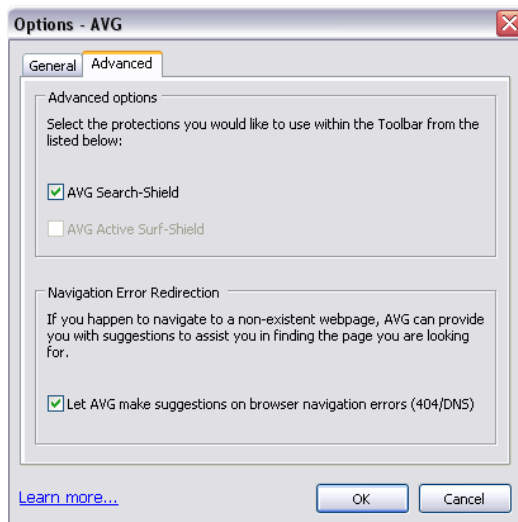 Options - AVG
General
Advanced
Advanced options
Select the protections you would like to use within the Toolbar from the
listed below:
AVG Search-Shield
AVG Active Surf-Shield
Navigation Error Redirection
If you happen to navigate to a non-existent webpage, AVG can provide
you with suggestions to assist you in finding the page you are looking
for.
Let AVG make suggestions on browser navigation errors (404/DNS)
Learn more...
OK
Cancel